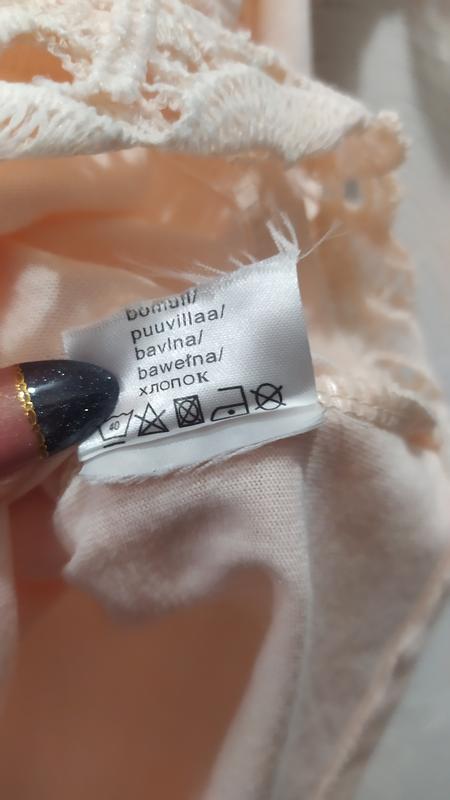 bomull/
puuvillaa/
bavlna/
bawełna/
хлопок
40